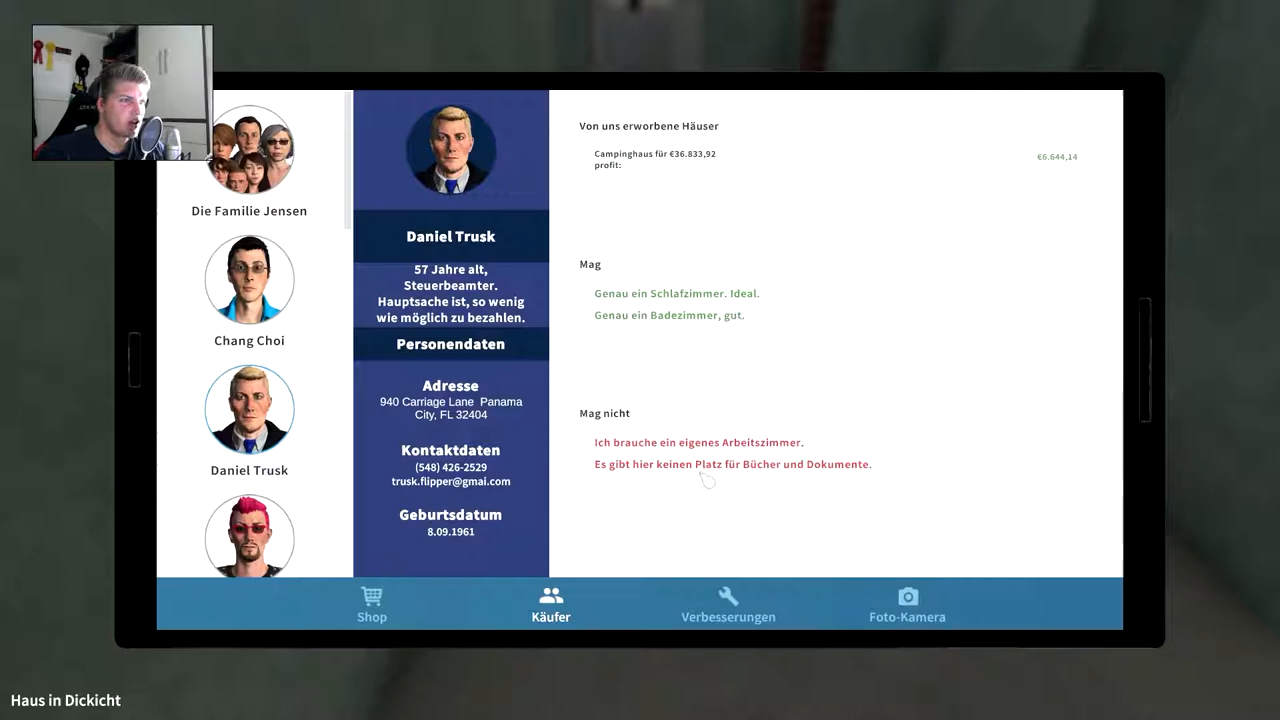 Die Familie Jensen
Chang Choi
Daniel Trusk
Daniel Trusk
57 Jahre alt,
Steuerbeamter.
Hauptsache ist, so wenig
wie möglich zu bezahlen.
Personendaten
Adresse
940 Carriage Lane Panama
City, FL 32404
Kontaktdaten
(548) 426-2529
trusk.flipper@gmai.com
Geburtsdatum
8.09.1961
Von uns erworbene Häuser
Campinghaus für €36.833,92
profit:
€6.644,14
Mag
Genau ein Schlafzimmer. Ideal.
Genau ein Badezimmer, gut.
Mag nicht
Ich brauche ein eigenes Arbeitszimmer.
Es gibt hier keinen Platz für Bücher und Dokumente.
Shop
Käufer
Verbesserungen
Foto-Kamera
Haus in Dickicht